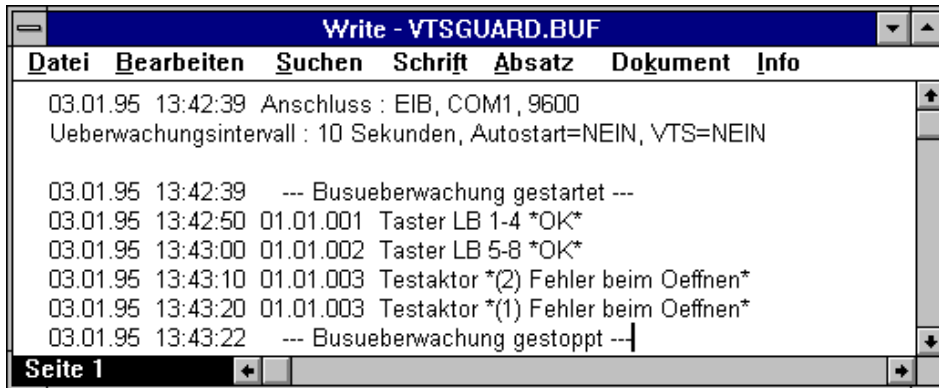 Write - VTSGUARD.BUF
Datei Bearbeiten Suchen Schrift Absatz Dokument Info
03.01.95 13:42:39 Anschluss : EIB, COM1, 9600
Ueberwachungsintervall : 10 Sekunden, Autostart=NEIN, VTS=NEIN
03.01.95 13:42:39 --- Busueberwachung gestartet ---
03.01.95 13:42:50 01.01.001 Taster LB 1-4 *OK*
03.01.95 13:43:00 01.01.002 Taster LB 5-8 *OK*
03.01.95 13:43:10 01.01.003 Testaktor *(2) Fehler beim Oeffnen*
03.01.95 13:43:20 01.01.003 Testaktor *(1) Fehler beim Oeffnen*
03.01.95 13:43:22 --- Busueberwachung gestoppt ---
Seite 1